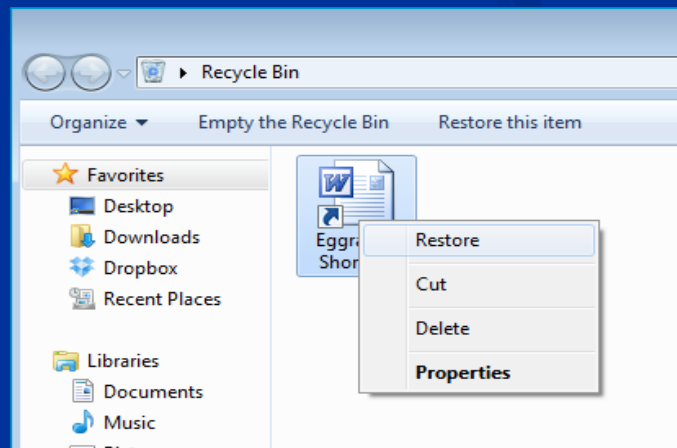 Recycle Bin
Organize
Empty the Recycle Bin
Restore this item
Favorites
Desktop
Downloads
Dropbox
Recent Places
Libraries
Documents
Music
W
Restore
Cut
Delete
Properties